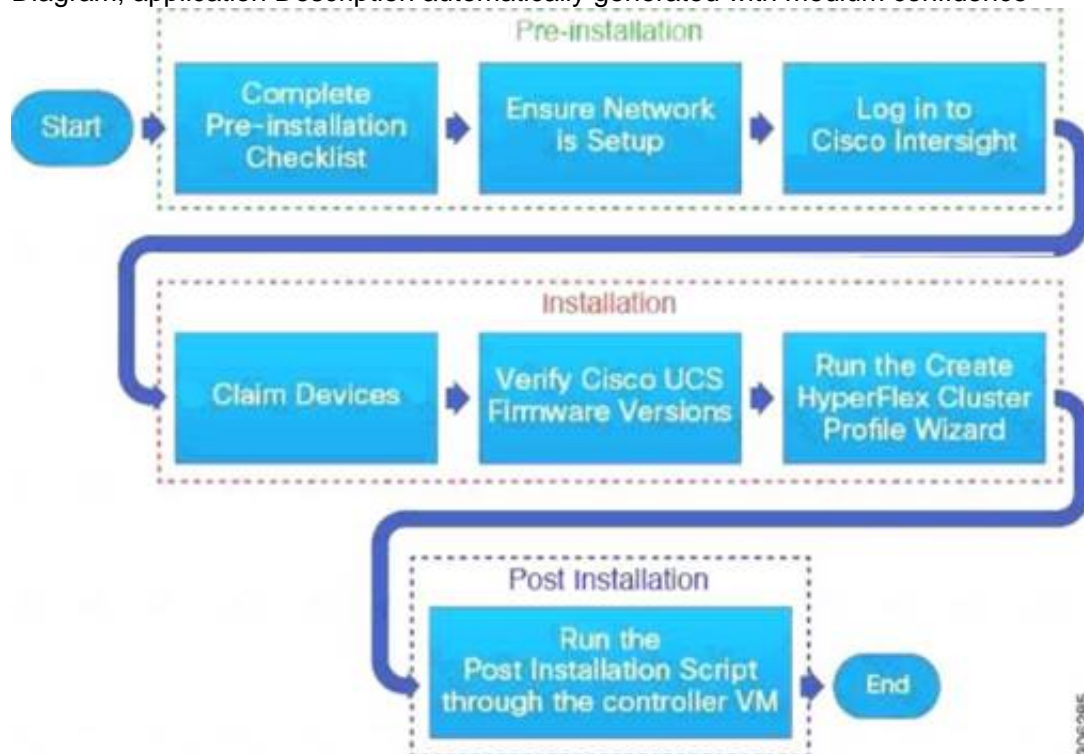 Pre-installation
Start
Complete
Pre-installation
Checklist
Ensure Network
is Setup
Log in to
Cisco Intersight
Installation
Claim Devices
Verify Cisco UCS
Firmware Versions
Run the Create
HyperFlex Cluster
Profile Wizard
Post Installation
Run the
Post Installation Script
through the controller VM
End